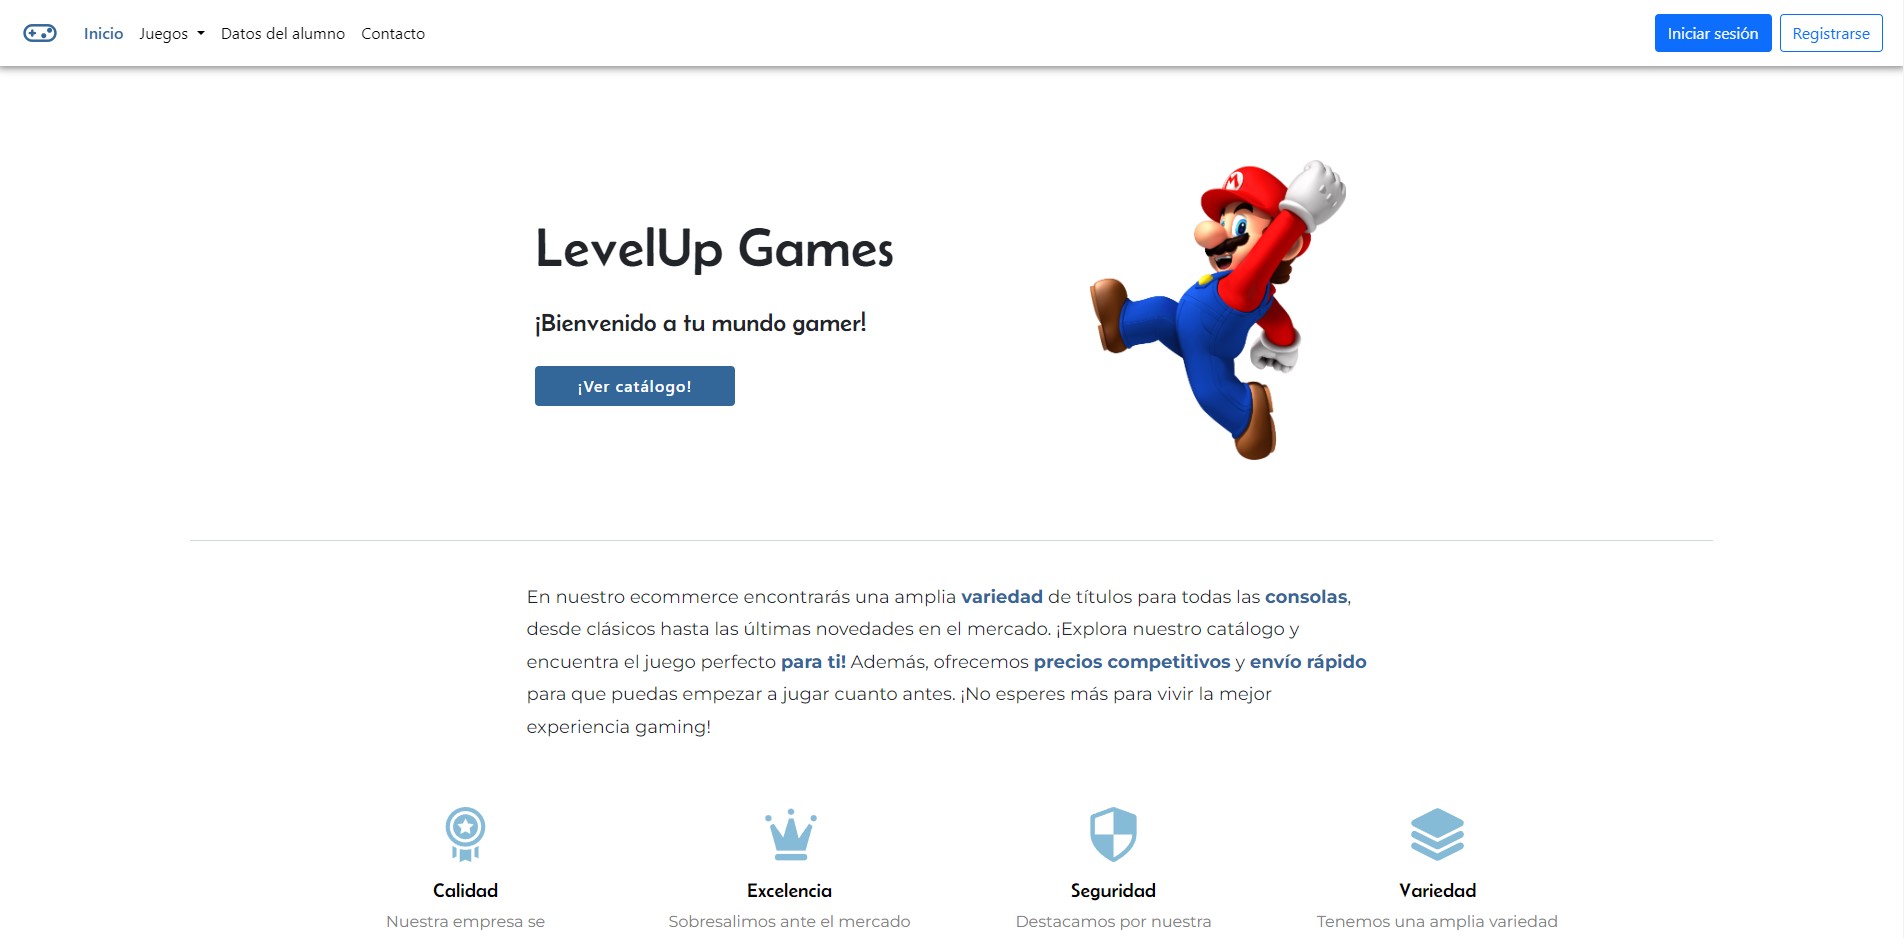 Inicio Juegos Datos del alumno Contacto Iniciar sesión Registrarse
M
LevelUp Games
¡Bienvenido a tu mundo gamer!
¡Ver catálogo!
En nuestro ecommerce encontrarás una amplia variedad de títulos para todas las consolas,
desde clásicos hasta las últimas novedades en el mercado. ¡Explora nuestro catálogo y
encuentra el juego perfecto para ti! Además, ofrecemos precios competitivos y envío rápido
para que puedas empezar a jugar cuanto antes. ¡No esperes más para vivir la mejor
experiencia gaming!
Calidad
Nuestra empresa se
Excelencia
Sobresalimos ante el mercado
Seguridad
Destacamos por nuestra
Variedad
Tenemos una amplia variedad